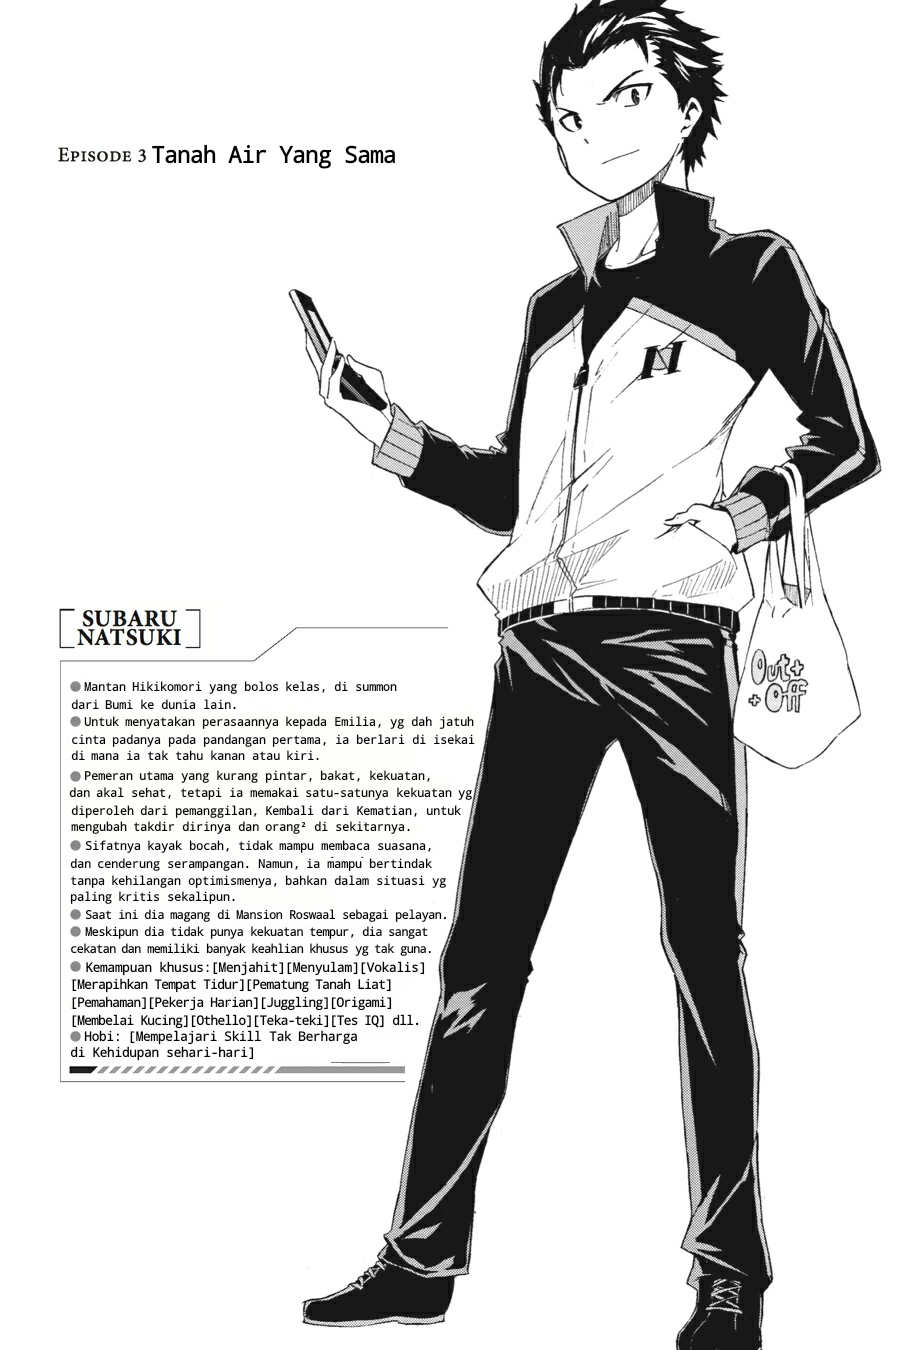 EPISODE 3 Tanah Air Yang Sama
SUBARU
NATSUKI
Mantan Hikikomori yang bolos kelas, di summon
dari Bumi ke dunia lain.
Untuk menyatakan perasaannya kepada Emilia, yg dah jatuh
cinta padanya pada pandangan pertama, ia berlari di isekai
di mana ia tak tahu kanan atau kiri.
Pemeran utama yang kurang pintar, bakat, kekuatan,
dan akal sehat, tetapi ia memakai satu-satunya kekuatan yg
diperoleh dari pemanggilan, Kembali dari Kematian, untuk
mengubah takdir dirinya dan orang² di sekitarnya.
Sifatnya kayak bocah, tidak mampu membaca suasana,
dan cenderung serampangan. Namun, ia mampu bertindak
tanpa kehilangan optimismenya, bahkan dalam situasi yg
paling kritis sekalipun.
Saat ini dia magang di Mansion Roswaal sebagai pelayan.
Meskipun dia tidak punya kekuatan tempur, dia sangat
cekatan dan memiliki banyak keahlian khusus yg tak guna.
Kemampuan khusus:[Menjahit][Menyulam][Vokalis]
[Merapihkan Tempat Tidur][Pematung Tanah Liat]
[Pemahaman][Pekerja Harian][Juggling][Origami]
[Membelai Kucing][Othello][Teka-teki][Tes IQ] dll.
Hobi: [Mempelajari Skill Tak Berharga
di Kehidupan sehari-hari]
N
Out+
+Off